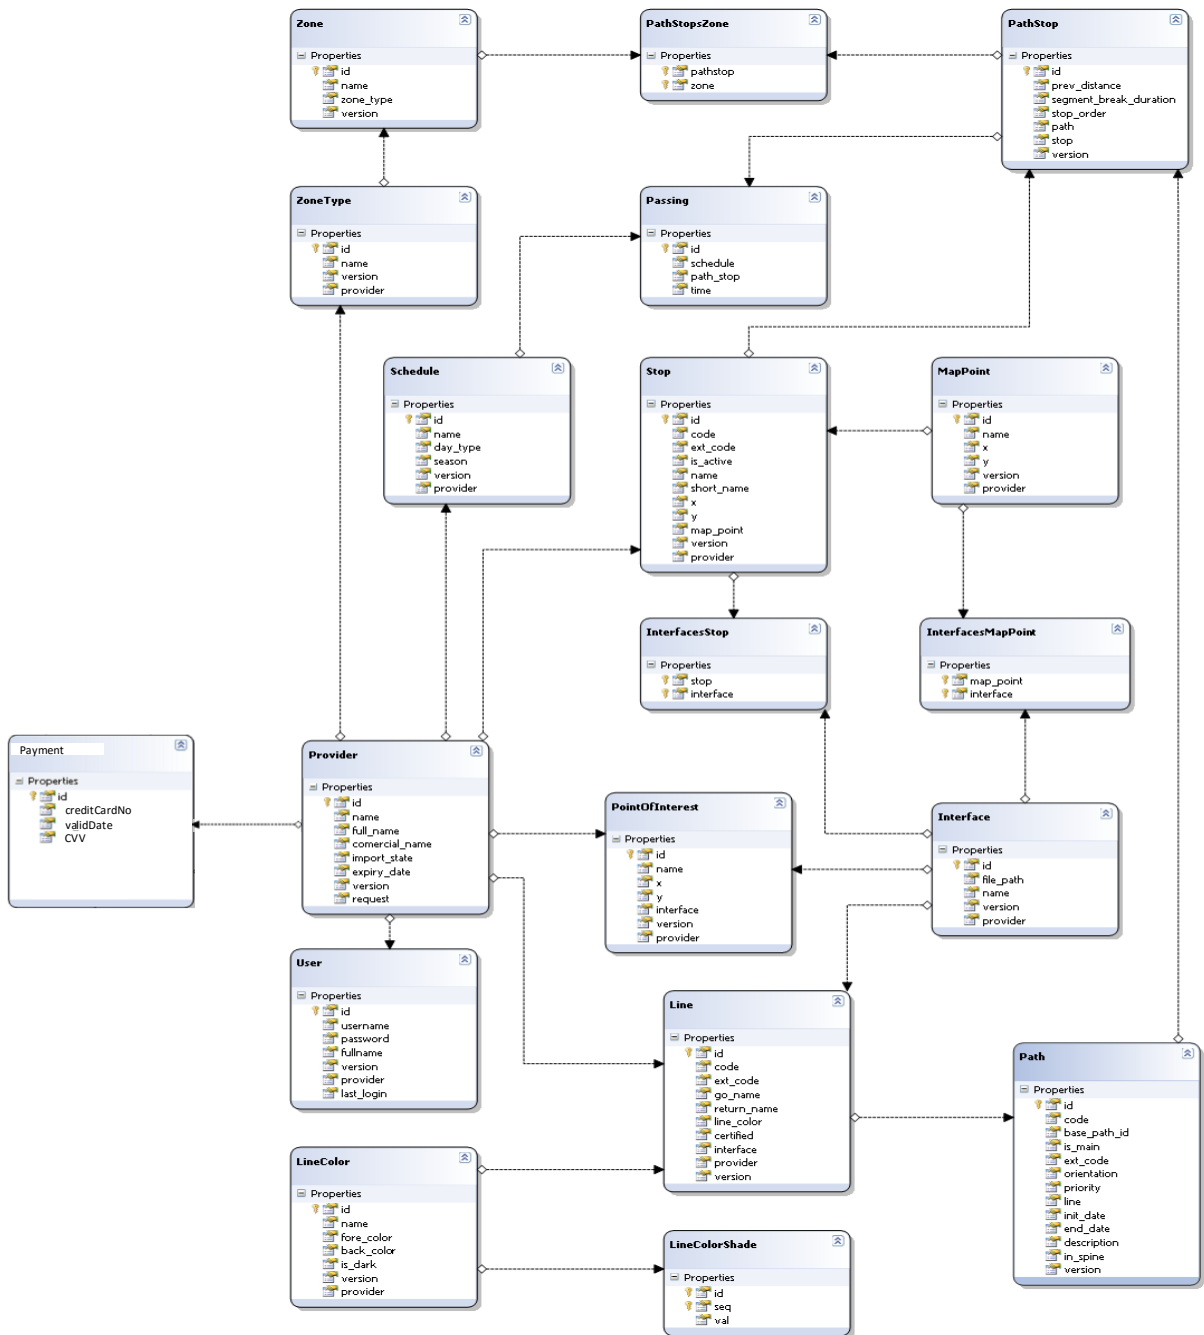 Zone
Properties
id
name
zone_type
version
PathStopsZone
Properties
pathstop
zone
PathStop
Properties
id
prev_distance
segment_break_duration
stop_order
path
stop
version
ZoneType
Properties
id
name
version
provider
Passing
Properties
id
schedule
path_stop
time
Schedule
Properties
id
name
day_type
season
version
provider
Stop
Properties
id
code
ext_code
is_active
name
short_name
x
y
map_point
version
provider
MapPoint
Properties
id
name
x
y
version
provider
InterfacesStop
Properties
stop
interface
InterfacesMapPoint
Properties
map_point
interface
Payment
Properties
id
creditCardNo
validDate
CVV
Provider
Properties
id
name
full_name
comercial_name
import_state
expiry_date
version
request
PointOfInterest
Properties
id
name
x
y
interface
version
provider
Interface
Properties
id
file_path
name
version
provider
User
Properties
id
username
password
fullname
version
provider
last_login
Line
Properties
id
code
ext_code
go_name
return_name
line_color
certified
interface
provider
version
Path
Properties
id
code
base_path_id
is_main
ext_code
orientation
priority
line
init_date
end_date
description
in_spine
version
LineColor
Properties
id
name
fore_color
back_color
is_dark
version
provider
LineColorShade
Properties
id
seq
val